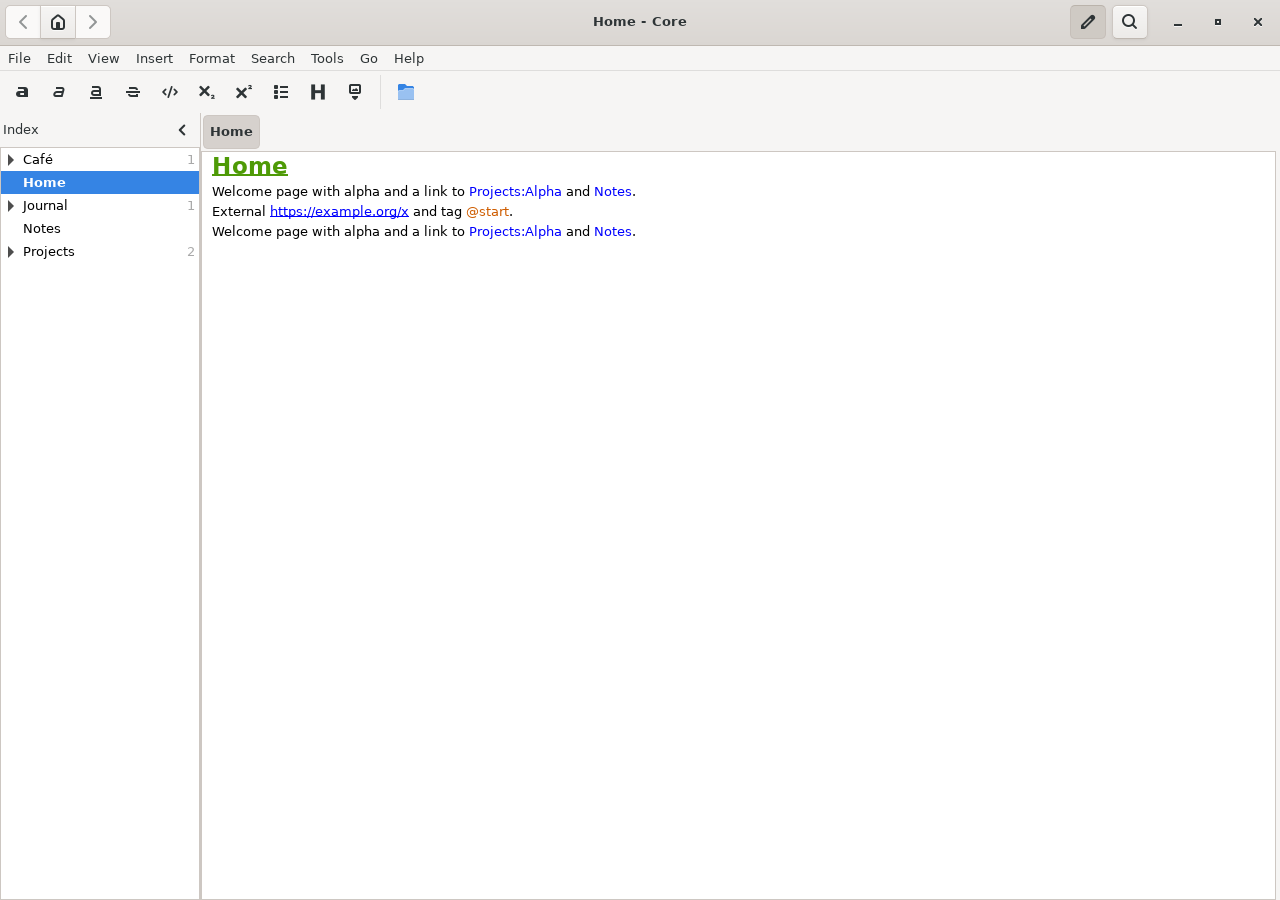 Home - Core
File Edit View Insert Format Search Tools Go Help
Index
Home
Café 1
Home
Journal 1
Notes
Projects 2
Home
Welcome page with alpha and a link to Projects:Alpha and Notes.
External https://example.org/x and tag @start.
Welcome page with alpha and a link to Projects:Alpha and Notes.